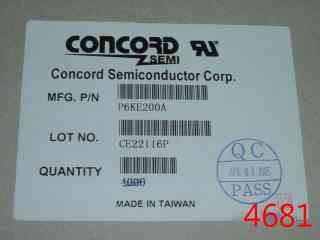 CONCORD
SEMI
Concord Semiconductor Corp.
MFG. P/N
P6KE200A
LOT NO.
CE22116P
QUANTITY
4000
QC
PASS
MADE IN TAIWAN
4681